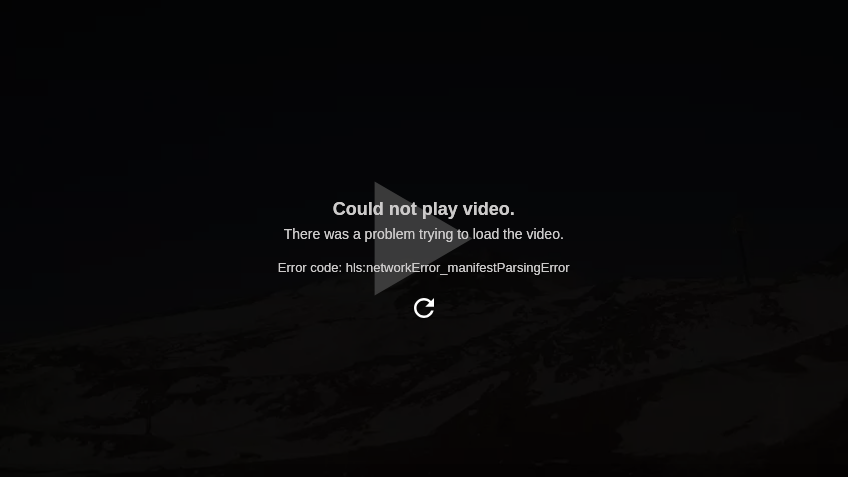 Could not play video.
There was a problem trying to load the video.
Error code: hls:networkError_manifestParsingError